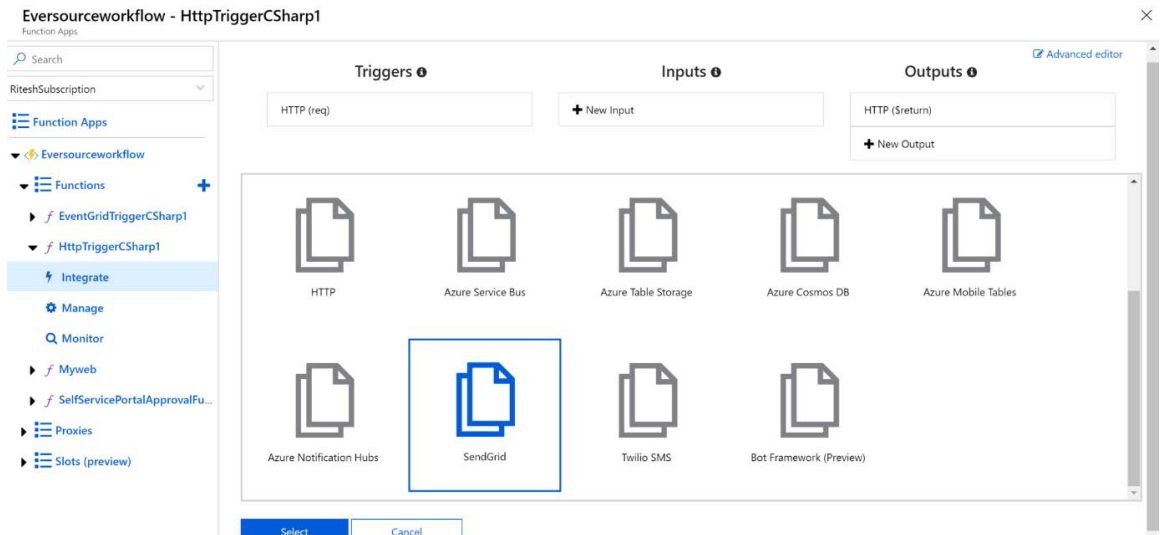 Eversourceworkflow - HttpTriggerCSharp1
Function Apps
Search
RiteshSubscription
Function Apps
Eversourceworkflow
Functions
EventGridTriggerCSharp1
HttpTriggerCSharp1
Integrate
Manage
Monitor
Myweb
SelfServicePortalApprovalFu...
Proxies
Slots (preview)
Advanced editor
Triggers
HTTP (req)
Inputs
New Input
Outputs
HTTP ($return)
New Output
HTTP
Azure Service Bus
Azure Table Storage
Azure Cosmos DB
Azure Mobile Tables
Azure Notification Hubs
SendGrid
Twilio SMS
Bot Framework (Preview)
Select
Cancel